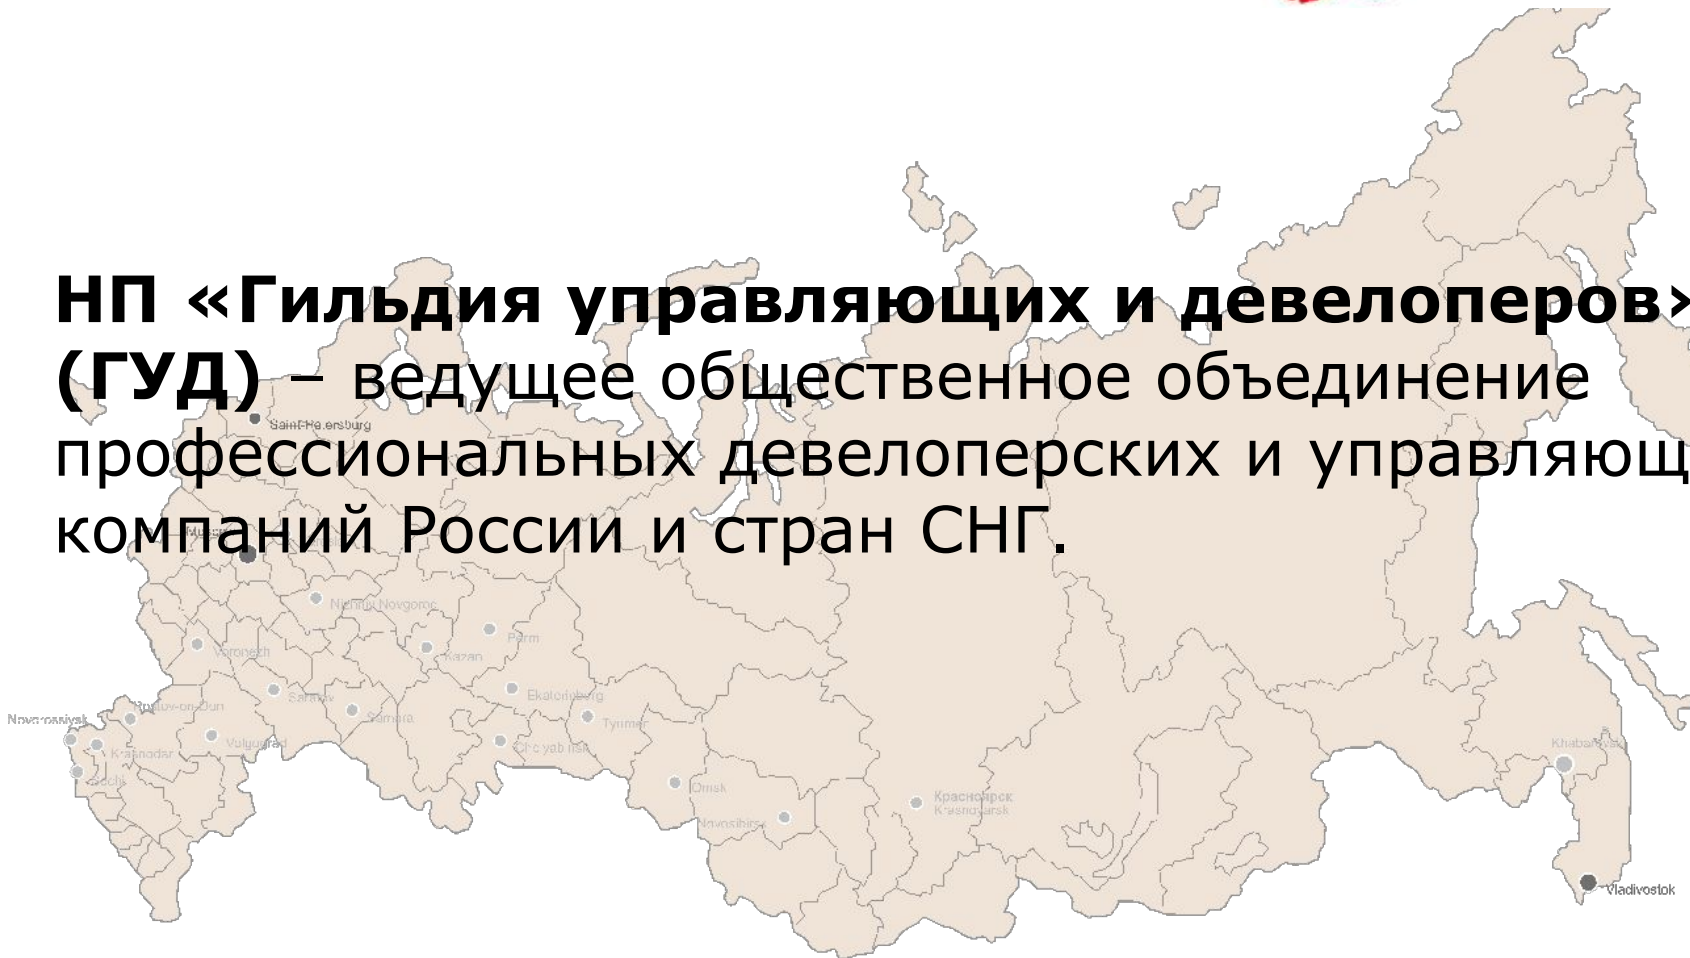 НП «Гильдия управляющих и девелоперов»
(ГУД) – ведущее общественное объединение
профессиональных девелоперских и управляющ
компаний России и стран СНГ.
Saint-Petersburg
Nizhniy Novgorod
Perm
Voronezh
Kazan
Ekaterinburg
Saratov
Samara
Rostov-on-Don
Novorossiysk
Tyumen
Volgograd
Krasnodar
Sochi
Omsk
Красноярск
Krasnoyarsk
Novosibirsk
Khabarovsk
Vladivostok